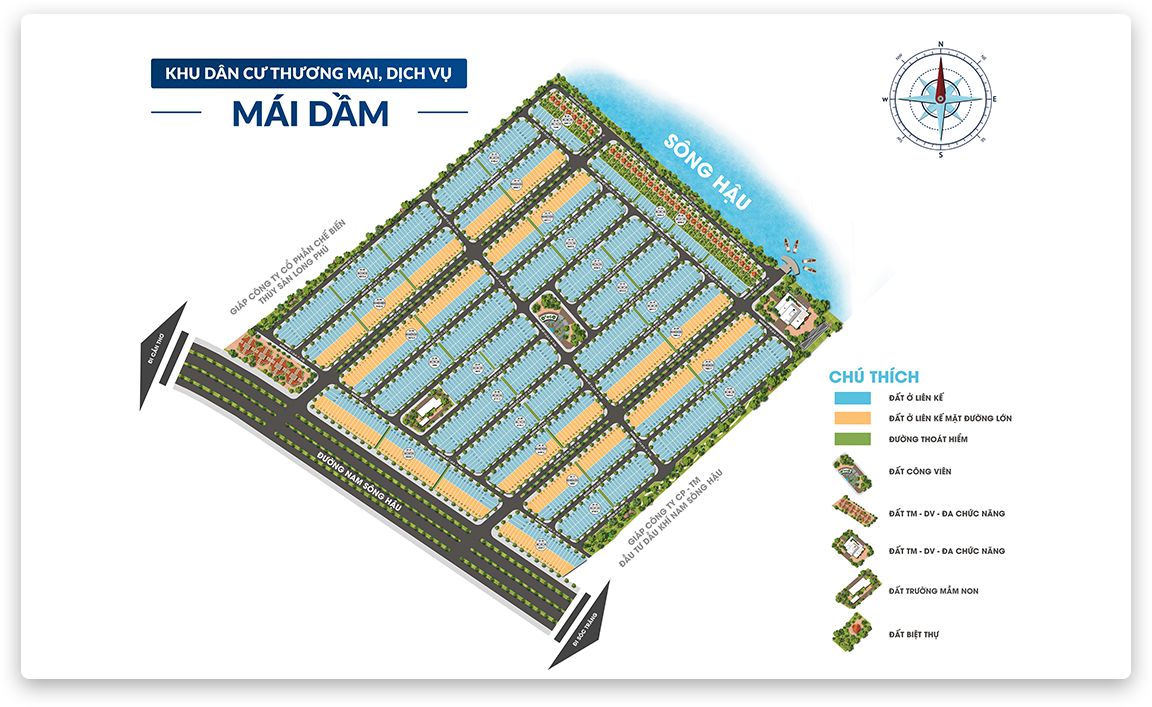 KHU DÂN CƯ THƯƠNG MẠI, DỊCH VỤ
MÁI DẦM
N
W
E
S
SÔNG HẬU
GIÁP CÔNG TY CỔ PHẦN CHẾ BIẾN
THỦY SẢN LONG PHÚ
ĐI CẦN THƠ
ĐƯỜNG NAM SÔNG HẬU
GIÁP CÔNG TY CP - TM
ĐẦU TƯ DẦU KHÍ NAM SÔNG HẬU
ĐI SÓC TRĂNG
CHÚ THÍCH
ĐẤT Ở LIÊN KẾ
ĐẤT Ở LIÊN KẾ MẶT ĐƯỜNG LỚN
ĐƯỜNG THOÁT HIỂM
ĐẤT CÔNG VIÊN
ĐẤT TM - DV - ĐA CHỨC NĂNG
ĐẤT TM - DV - ĐA CHỨC NĂNG
ĐẤT TRƯỜNG MẦM NON
ĐẤT BIỆT THỰ